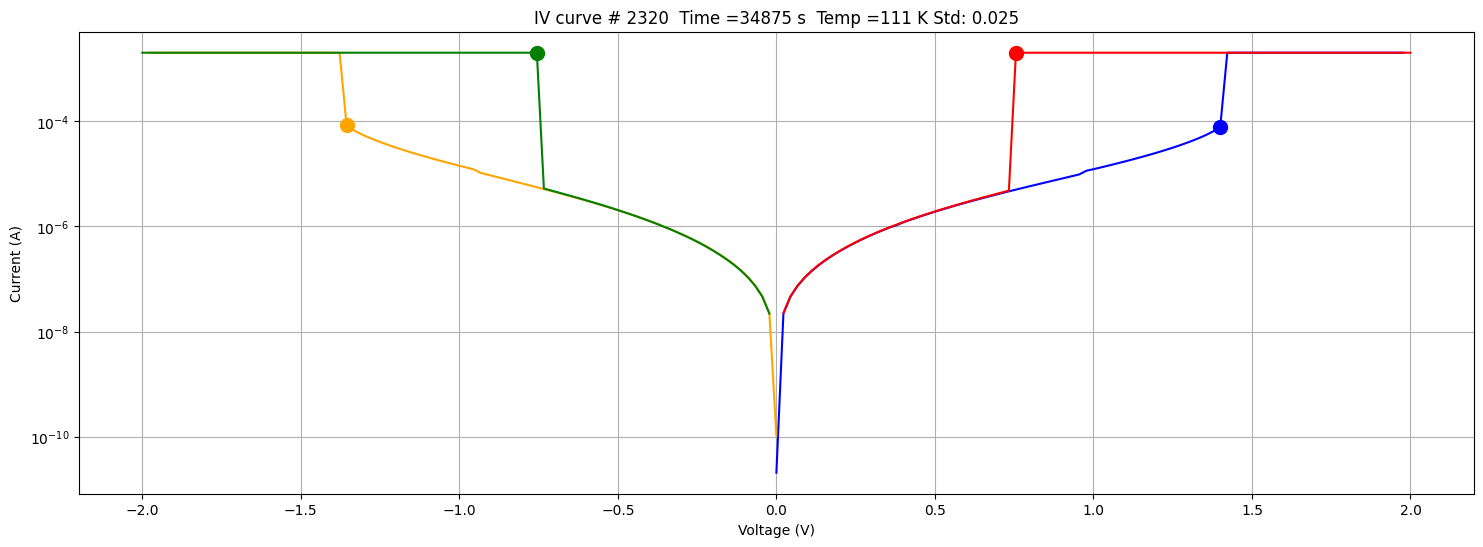 IV curve # 2320  Time =34875 s  Temp =111 K Std: 0.025
Current (A)
10⁻⁴
10⁻⁶
10⁻⁸
10⁻¹⁰
−2.0 −1.5 −1.0 −0.5 0.0 0.5 1.0 1.5 2.0
Voltage (V)